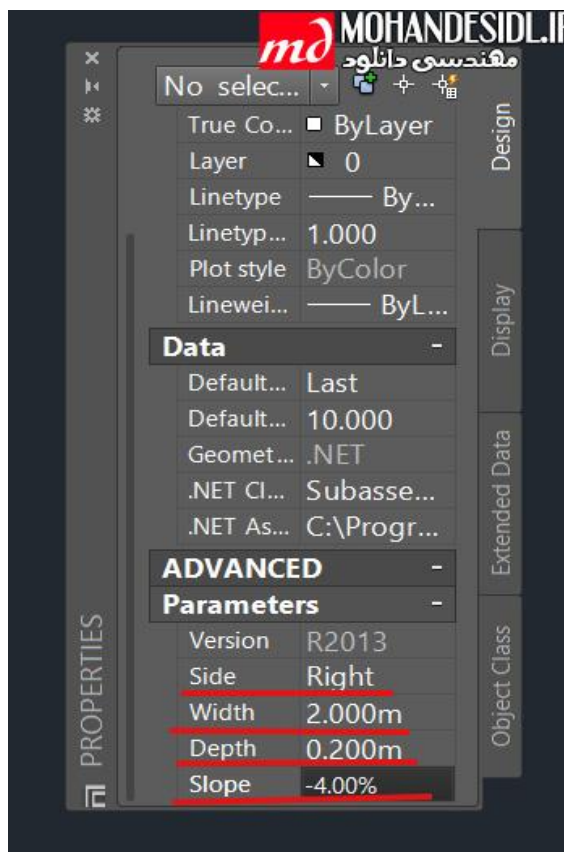 md MOHANDESIDL.I
مهندسی دانلود
No selec...
True Co... ByLayer
Layer 0
Linetype By...
Linetyp... 1.000
Plot style ByColor
Linewei... ByL...
Data -
Default... Last
Default... 10.000
Geomet... .NET
.NET Cl... Subasse...
.NET As... C:\Progr...
ADVANCED -
Parameters -
Version R2013
Side Right
Width 2.000m
Depth 0.200m
Slope -4.00%
Design
Display
Extended Data
Object Class
PROPERTIES